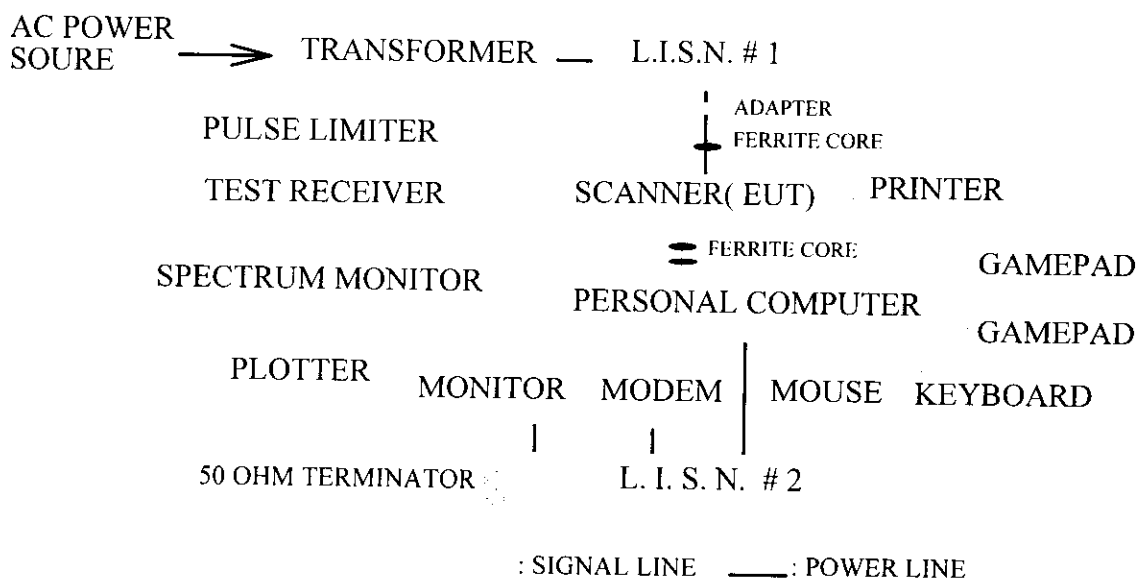 AC POWER
SOURE
TRANSFORMER
L.I.S.N. # 1
ADAPTER
PULSE LIMITER
FERRITE CORE
TEST RECEIVER
SCANNER( EUT)
PRINTER
FERRITE CORE
GAMEPAD
SPECTRUM MONITOR
PERSONAL COMPUTER
GAMEPAD
PLOTTER
MONITOR
MODEM
MOUSE
KEYBOARD
50 OHM TERMINATOR
L. I. S. N. # 2
: SIGNAL LINE
: POWER LINE